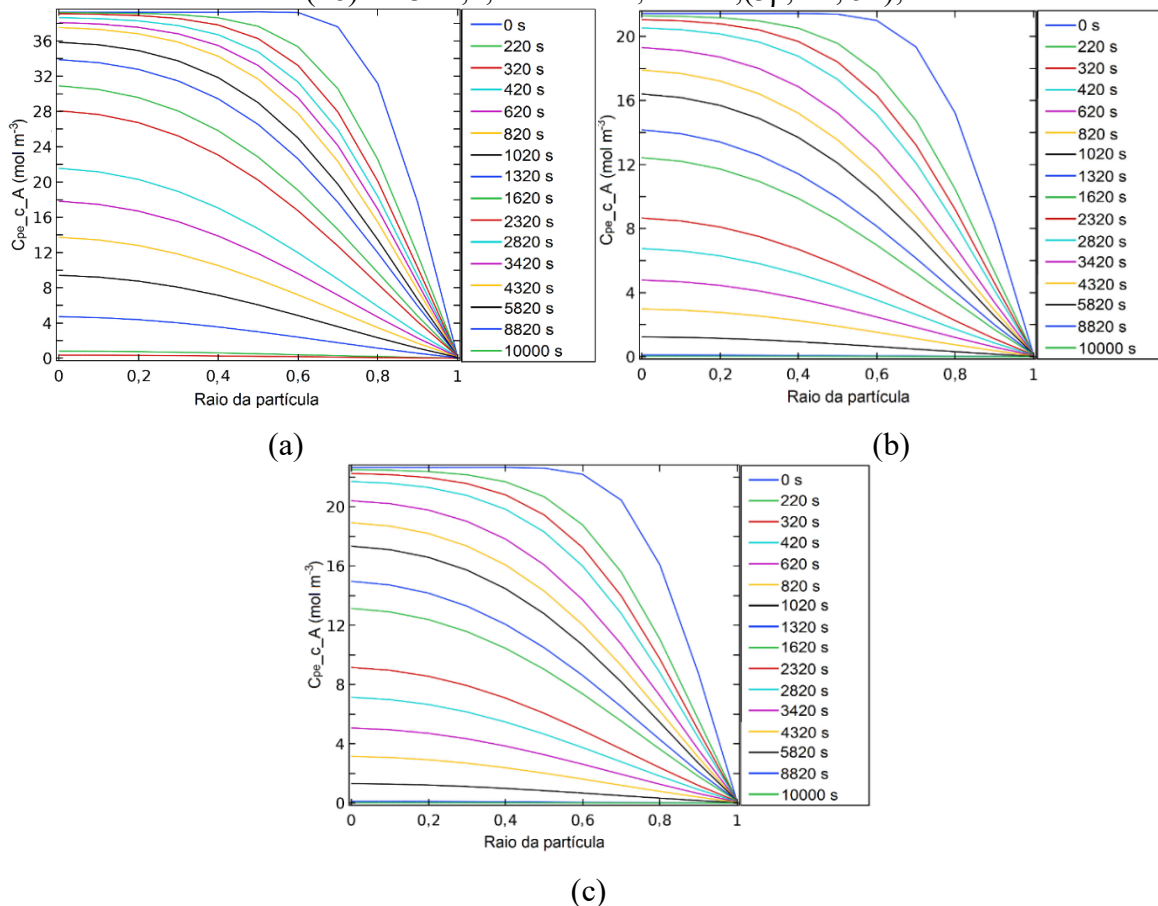 36
32
28
24
20
16
12
8
4
0
C_pe_c_A (mol m⁻³)
0
0,2
0,4
0,6
0,8
1
Raio da partícula
0 s
220 s
320 s
420 s
620 s
820 s
1020 s
1320 s
1620 s
2320 s
2820 s
3420 s
4320 s
5820 s
8820 s
10000 s
(a)
20
16
12
8
4
0
C_pe_c_A (mol m⁻³)
0
0,2
0,4
0,6
0,8
1
Raio da partícula
0 s
220 s
320 s
420 s
620 s
820 s
1020 s
1320 s
1620 s
2320 s
2820 s
3420 s
4320 s
5820 s
8820 s
10000 s
(b)
20
16
12
8
4
0
C_pe_c_A (mol m⁻³)
0
0,2
0,4
0,6
0,8
1
Raio da partícula
0 s
220 s
320 s
420 s
620 s
820 s
1020 s
1320 s
1620 s
2320 s
2820 s
3420 s
4320 s
5820 s
8820 s
10000 s
(c)